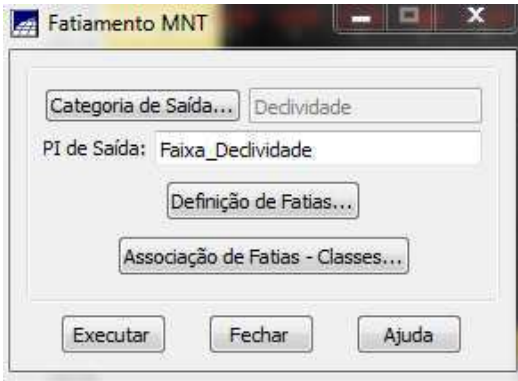 Fatiamento MNT
Categoria de Saída... Declividade
PI de Saída: Faixa_Declividade
Definição de Fatias...
Associação de Fatias - Classes...
Executar Fechar Ajuda